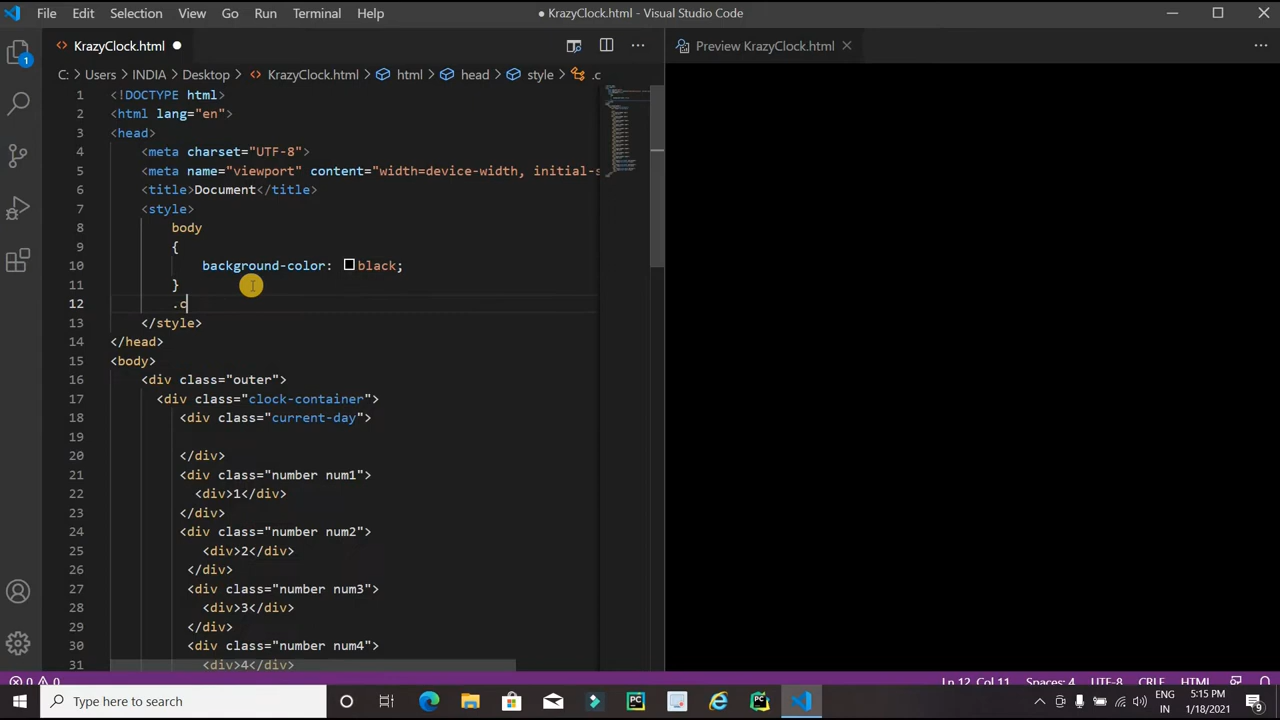 File Edit Selection View Go Run Terminal Help ● KrazyClock.html - Visual Studio Code
KrazyClock.html ●
Preview KrazyClock.html
C: > Users > INDIA > Desktop > KrazyClock.html > html > head > style > .c
1 <!DOCTYPE html>
2 <html lang="en">
3 <head>
4 <meta charset="UTF-8">
5 <meta name="viewport" content="width=device-width, initial-s
6 <title>Document</title>
7 <style>
8 body
9 {
10 background-color: black;
11 }
12 .c
13 </style>
14 </head>
15 <body>
16 <div class="outer">
17 <div class="clock-container">
18 <div class="current-day">
19
20 </div>
21 <div class="number num1">
22 <div>1</div>
23 </div>
24 <div class="number num2">
25 <div>2</div>
26 </div>
27 <div class="number num3">
28 <div>3</div>
29 </div>
30 <div class="number num4">
31 <div>4</div>
1
0 0 Ln 12, Col 11 Spaces: 4 UTF-8 CRLF HTML
Type here to search
PC
PC
ENG
IN
5:15 PM
1/18/2021
9